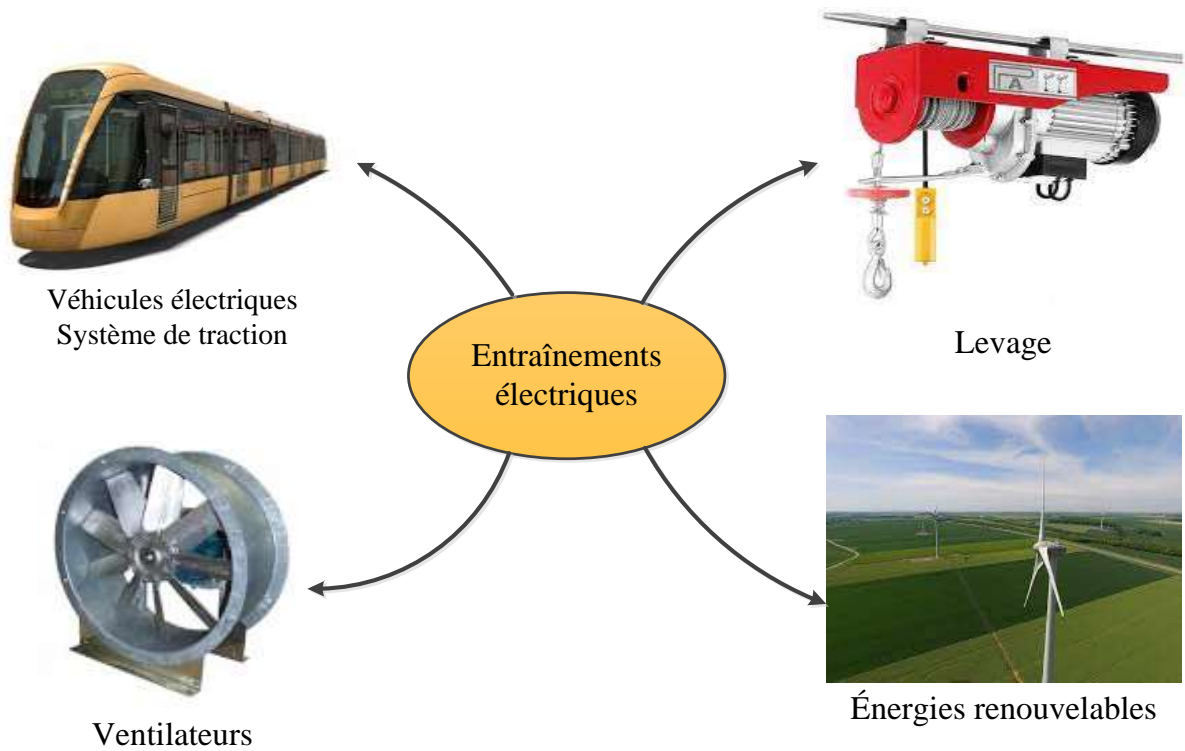 Véhicules électriques
Système de traction
Levage
Entraînements
électriques
Ventilateurs
Énergies renouvelables